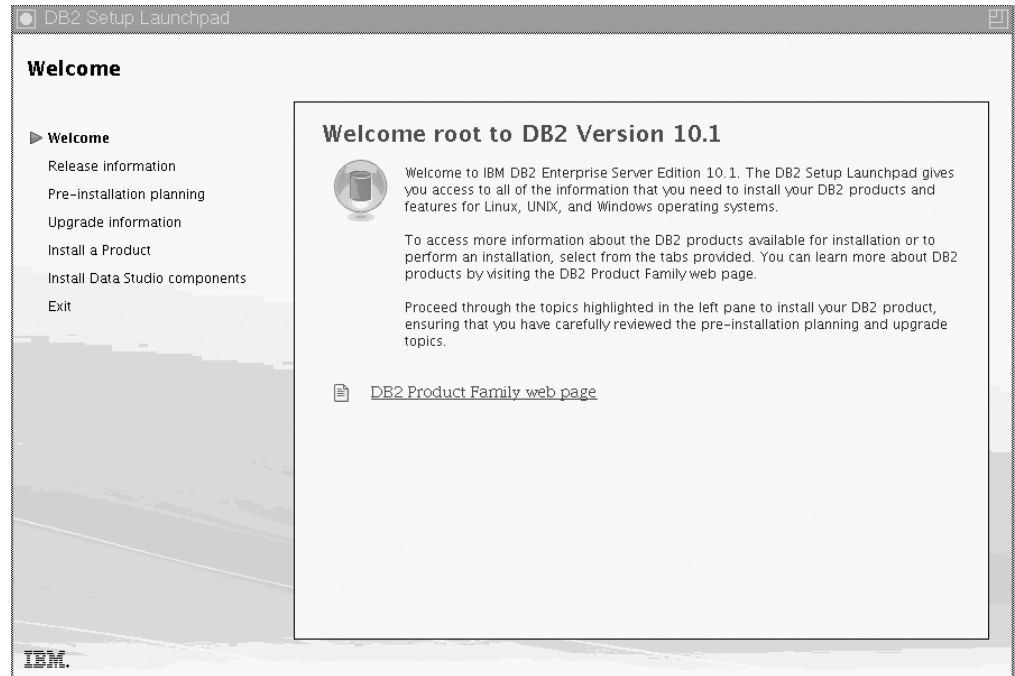 DB2 Setup Launchpad
Welcome
Welcome
Release information
Pre-installation planning
Upgrade information
Install a Product
Install Data Studio components
Exit
Welcome root to DB2 Version 10.1
Welcome to IBM DB2 Enterprise Server Edition 10.1. The DB2 Setup Launchpad gives
you access to all of the information that you need to install your DB2 products and
features for Linux, UNIX, and Windows operating systems.
To access more information about the DB2 products available for installation or to
perform an installation, select from the tabs provided. You can learn more about DB2
products by visiting the DB2 Product Family web page.
Proceed through the topics highlighted in the left pane to install your DB2 product,
ensuring that you have carefully reviewed the pre-installation planning and upgrade
topics.
DB2 Product Family web page
IBM.